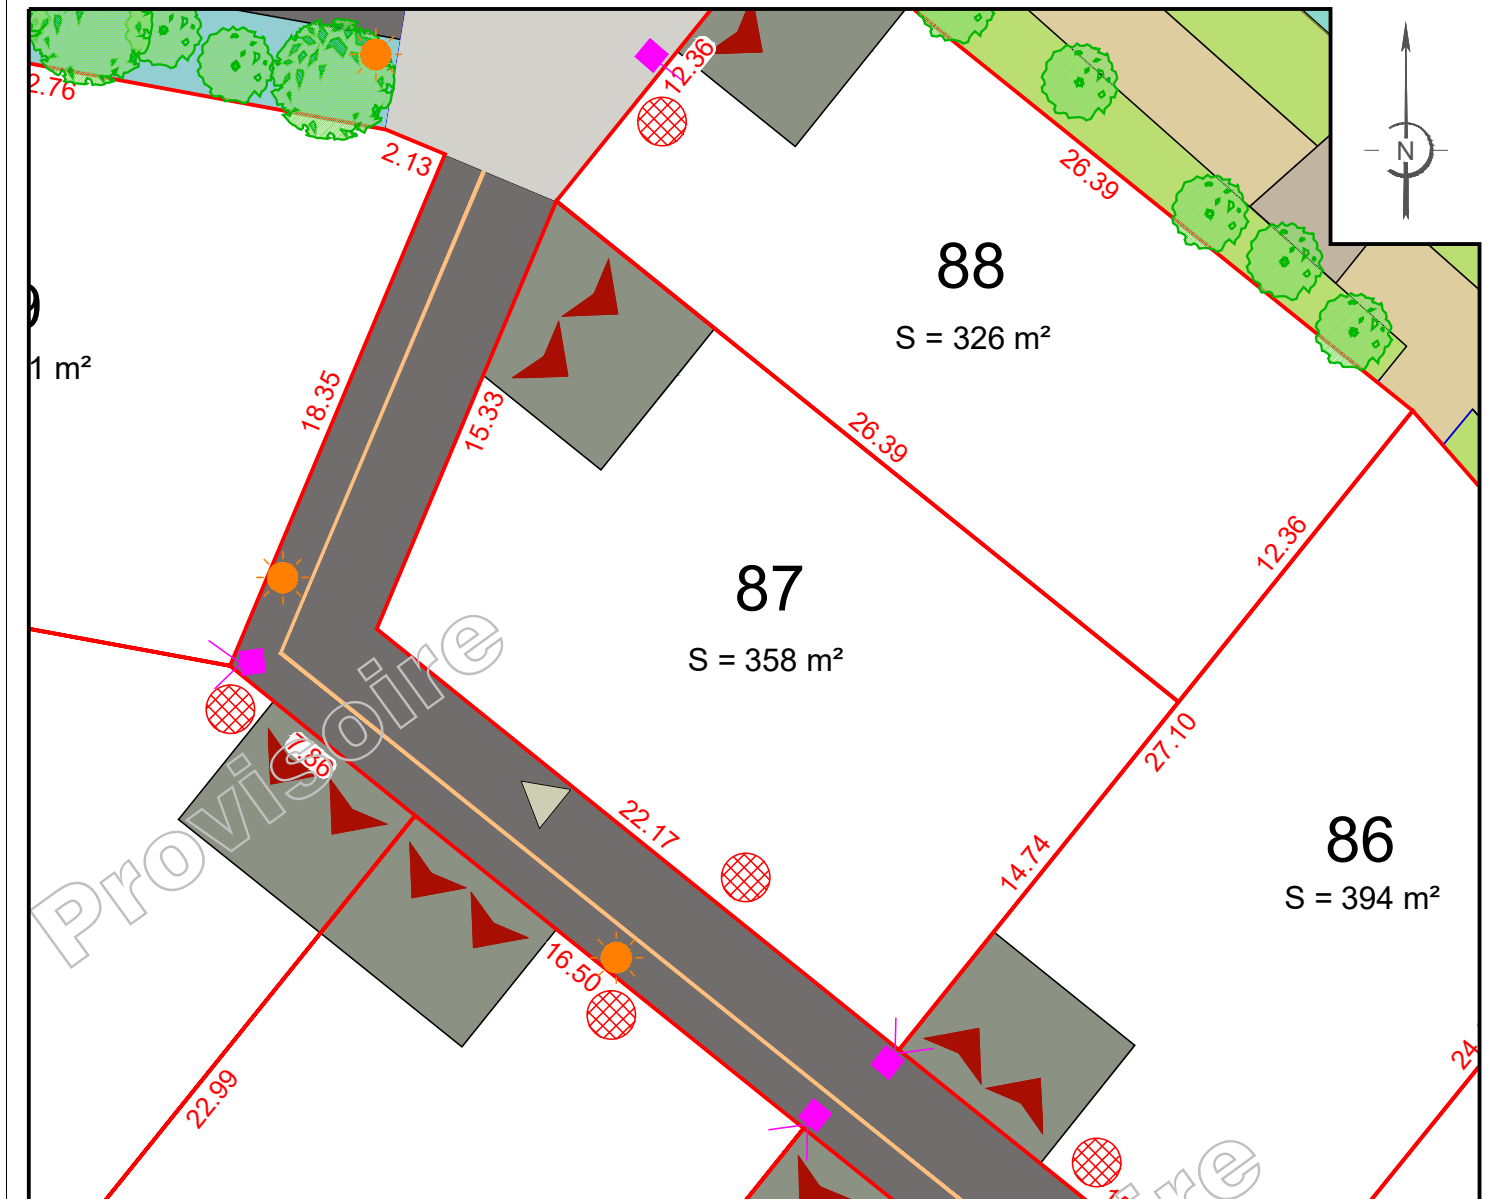 2.76
2.13
12.36
N
26.39
88
S = 326 m²
1 m²
18.35
15.33
26.39
12.36
87
S = 358 m²
27.10
7.86
22.17
14.74
86
S = 394 m²
16.50
22.99
24
Provisoire
ire